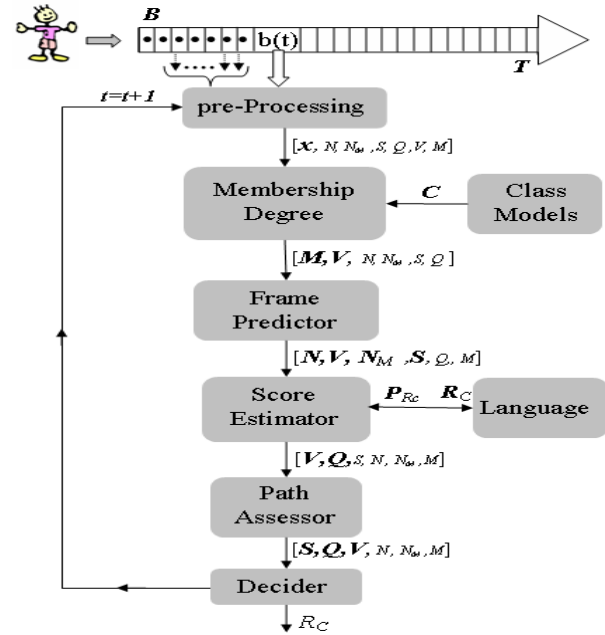 B
b(t)
T
t=t+1
pre-Processing
[x, N, N_M, S, Q, V, M]
Membership
Degree
C
Class
Models
[M,V, N, N_M, S, Q]
Frame
Predictor
[N,V, N_M, S, Q, M]
Score
Estimator
P_Rc R_C
Language
[V,Q, S, N, N_M, M]
Path
Assessor
[S,Q,V, N, N_M, M]
Decider
R_C